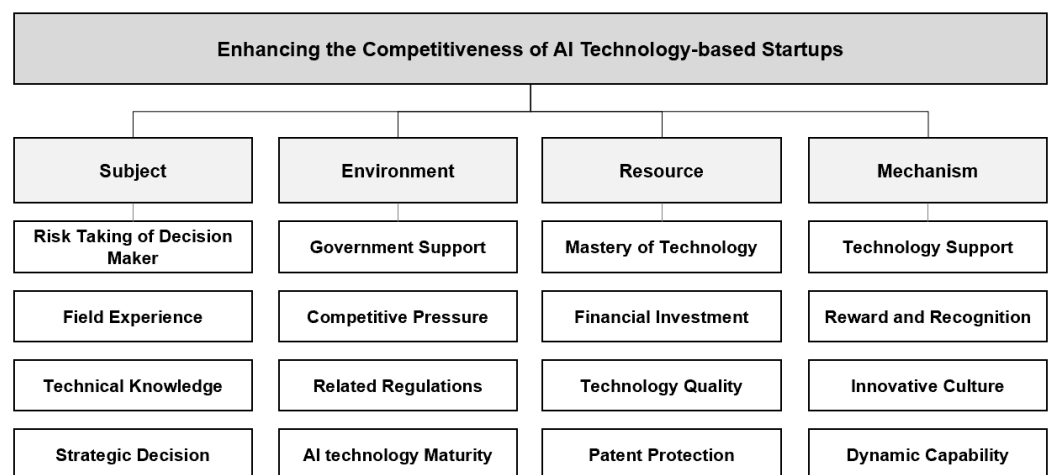 Enhancing the Competitiveness of AI Technology-based Startups
Subject
Environment
Resource
Mechanism
Risk Taking of Decision
Maker
Government Support
Mastery of Technology
Technology Support
Field Experience
Competitive Pressure
Financial Investment
Reward and Recognition
Technical Knowledge
Related Regulations
Technology Quality
Innovative Culture
Strategic Decision
AI technology Maturity
Patent Protection
Dynamic Capability